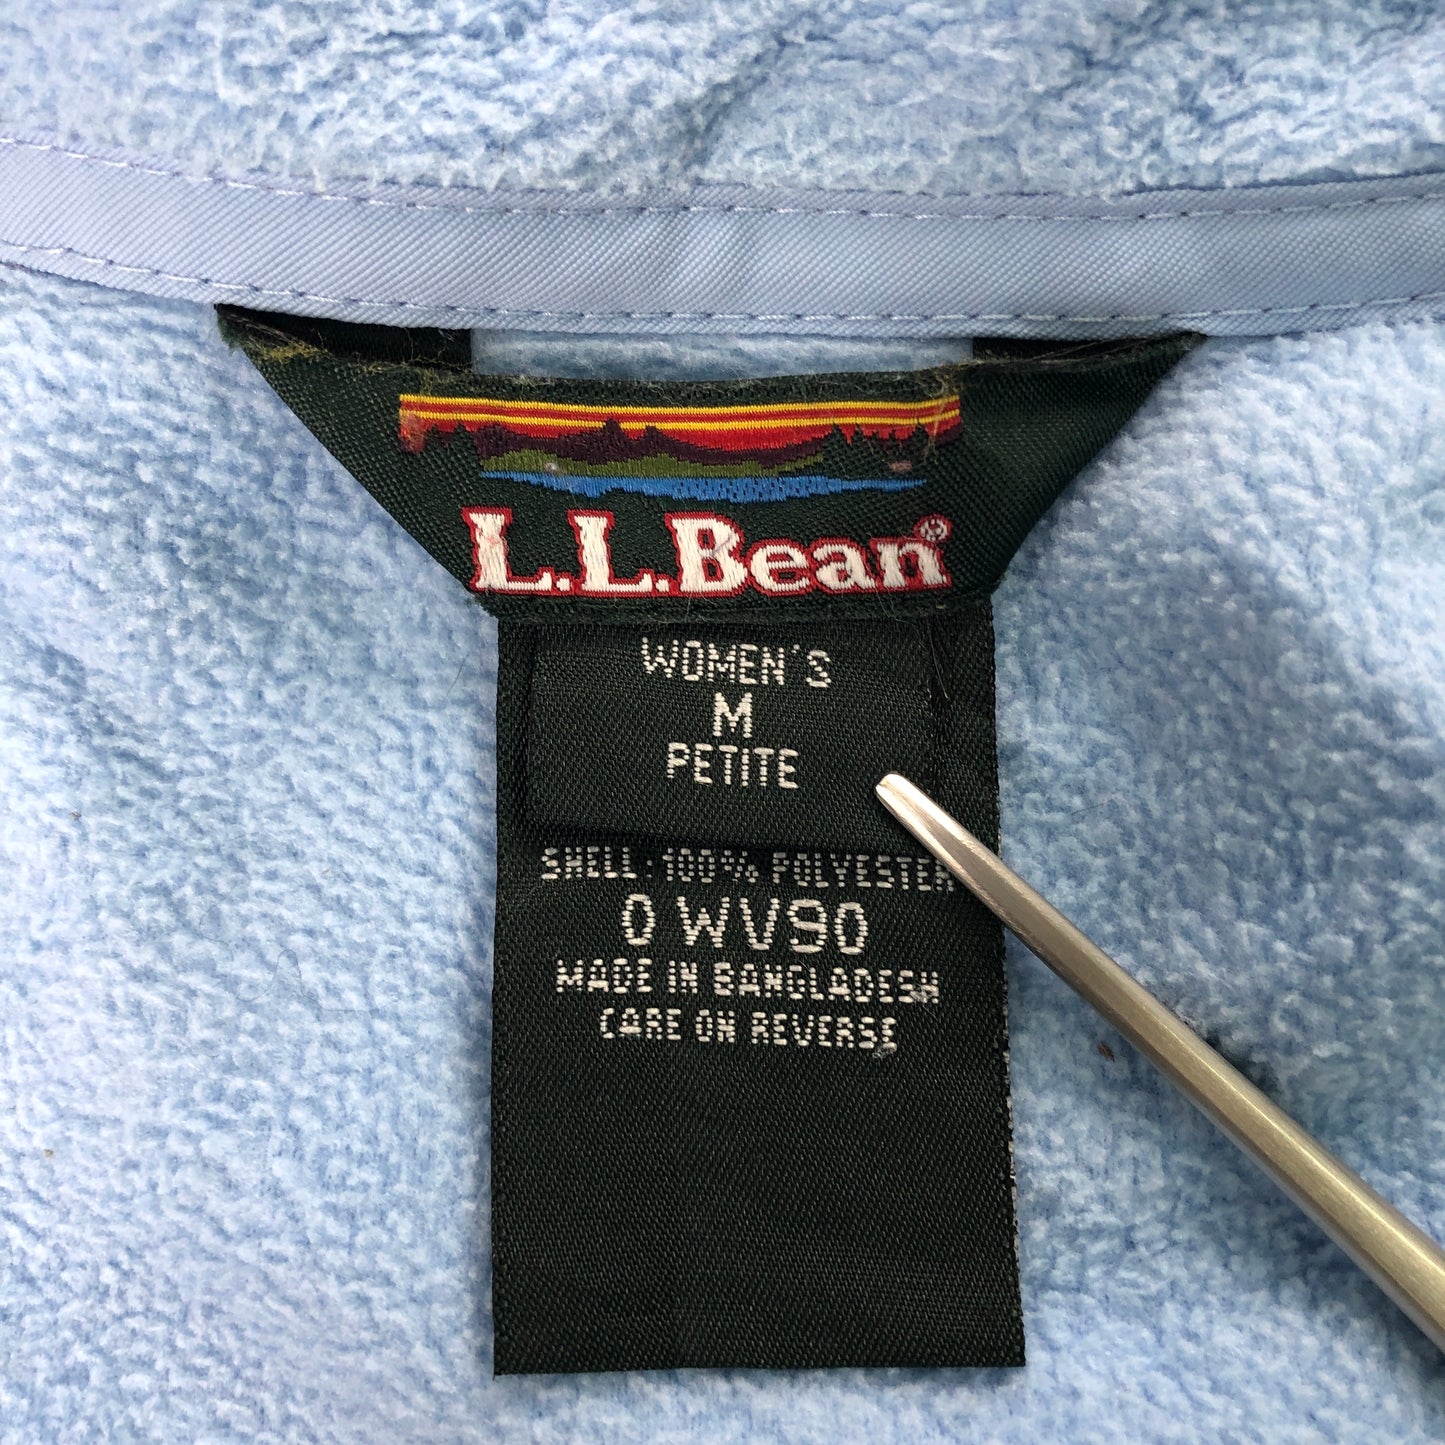 L.L.Bean®
WOMEN'S
M
PETITE
SHELL: 100% POLYESTER
0 WV90
MADE IN BANGLADESH
CARE ON REVERSE